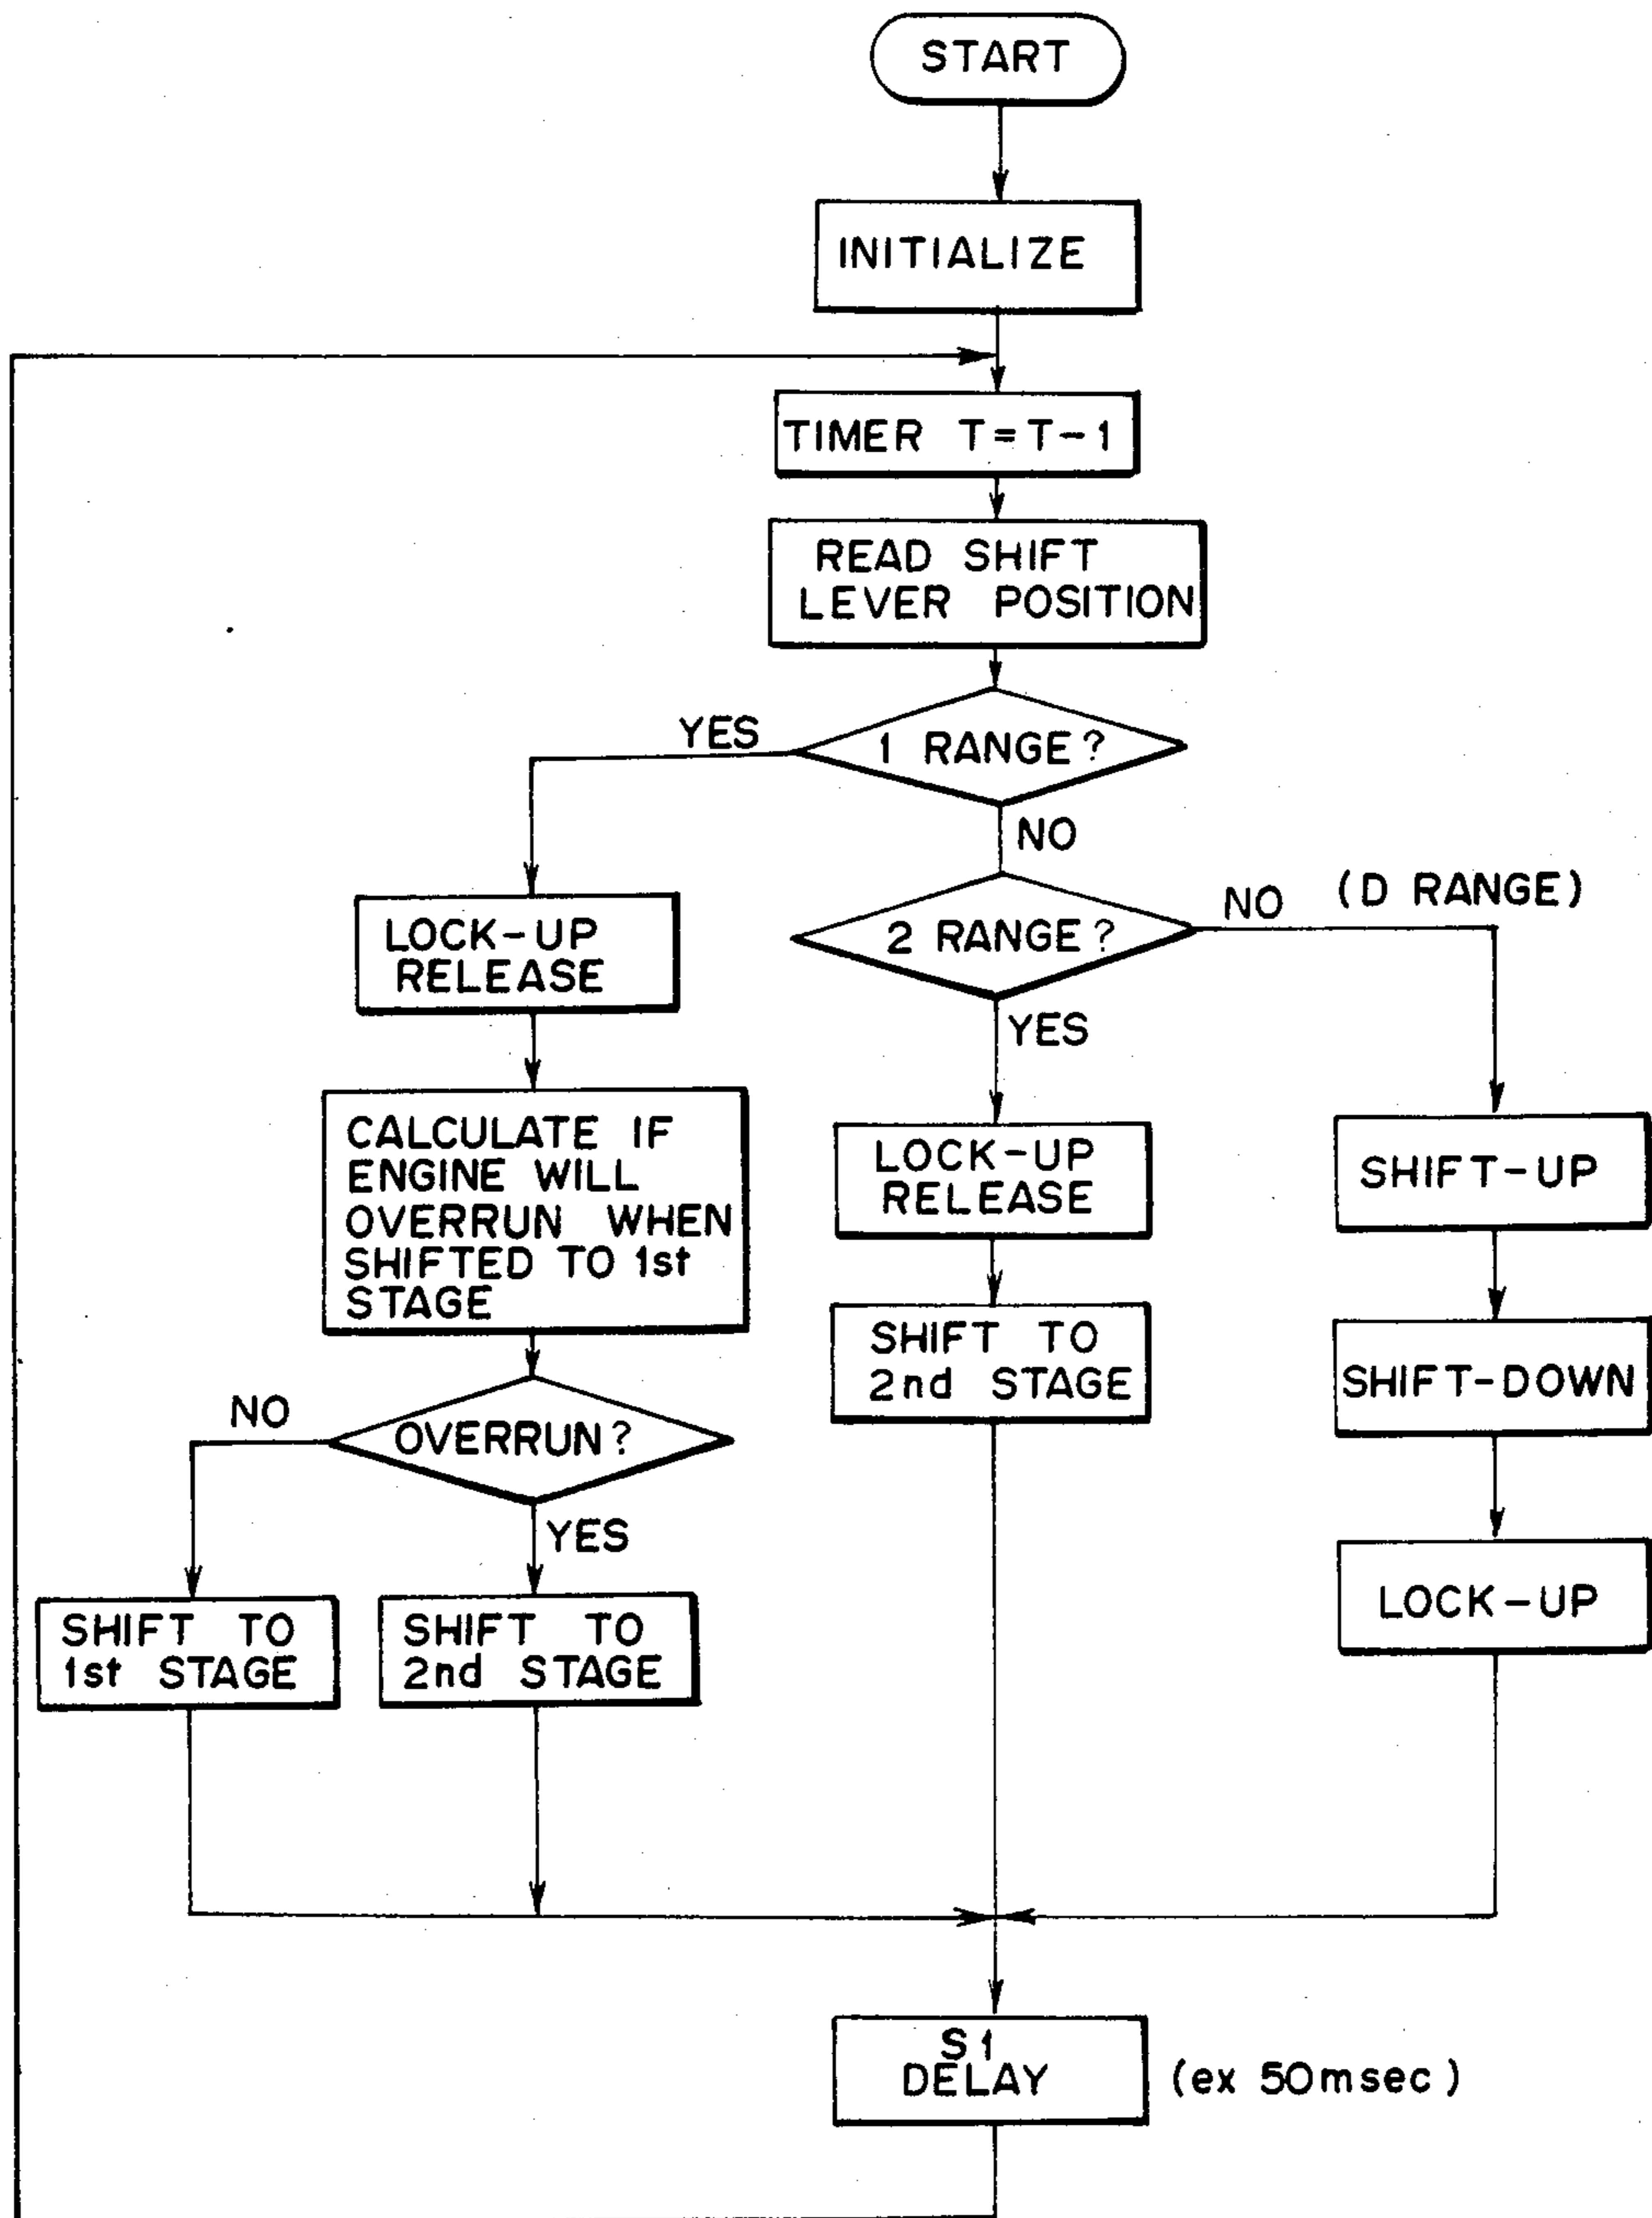 START
INITIALIZE
TIMER T=T-1
READ SHIFT
LEVER POSITION
1 RANGE?
YES
NO
2 RANGE?
NO (D RANGE)
YES
LOCK-UP
RELEASE
CALCULATE IF
ENGINE WILL
OVERRUN WHEN
SHIFTED TO 1st
STAGE
OVERRUN?
NO
YES
SHIFT TO
1st STAGE
SHIFT TO
2nd STAGE
LOCK-UP
RELEASE
SHIFT TO
2nd STAGE
SHIFT-UP
SHIFT-DOWN
LOCK-UP
S1
DELAY
(ex 50msec)